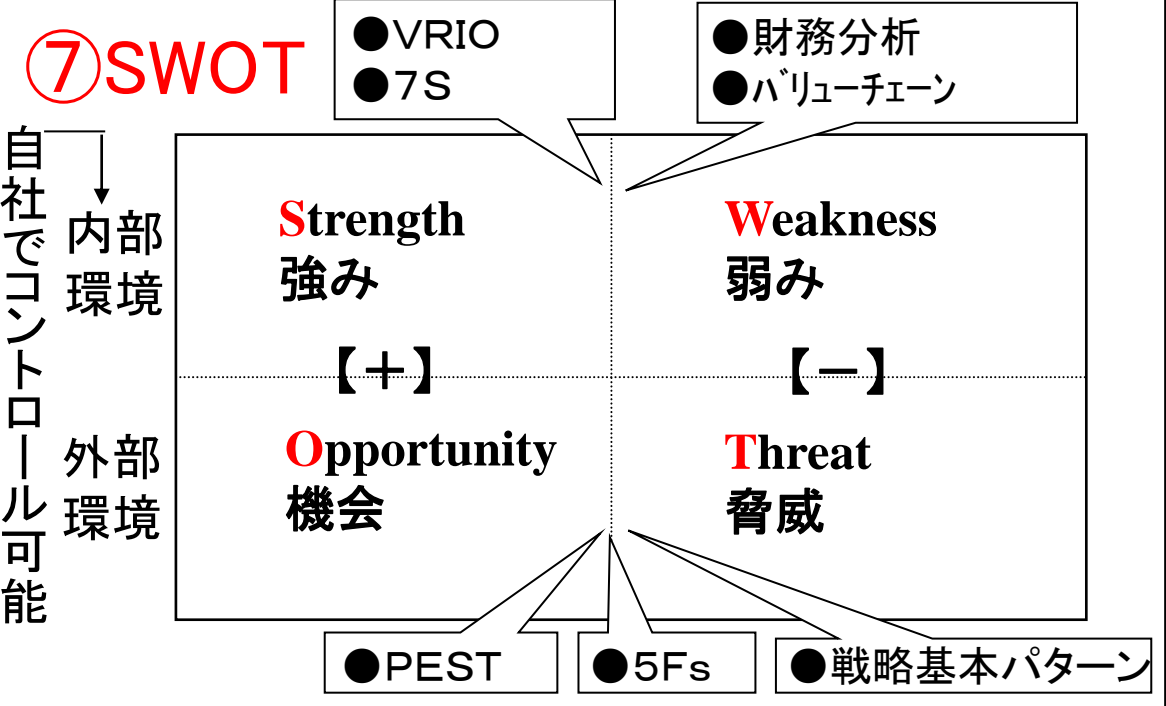 ⑦SWOT
●VRIO
●7S
●財務分析
●バリューチェーン
自社でコントロール可能
内部
環境
Strength
強み
Weakness
弱み
【+】
【-】
外部
環境
Opportunity
機会
Threat
脅威
●PEST
●5Fs
●戦略基本パターン